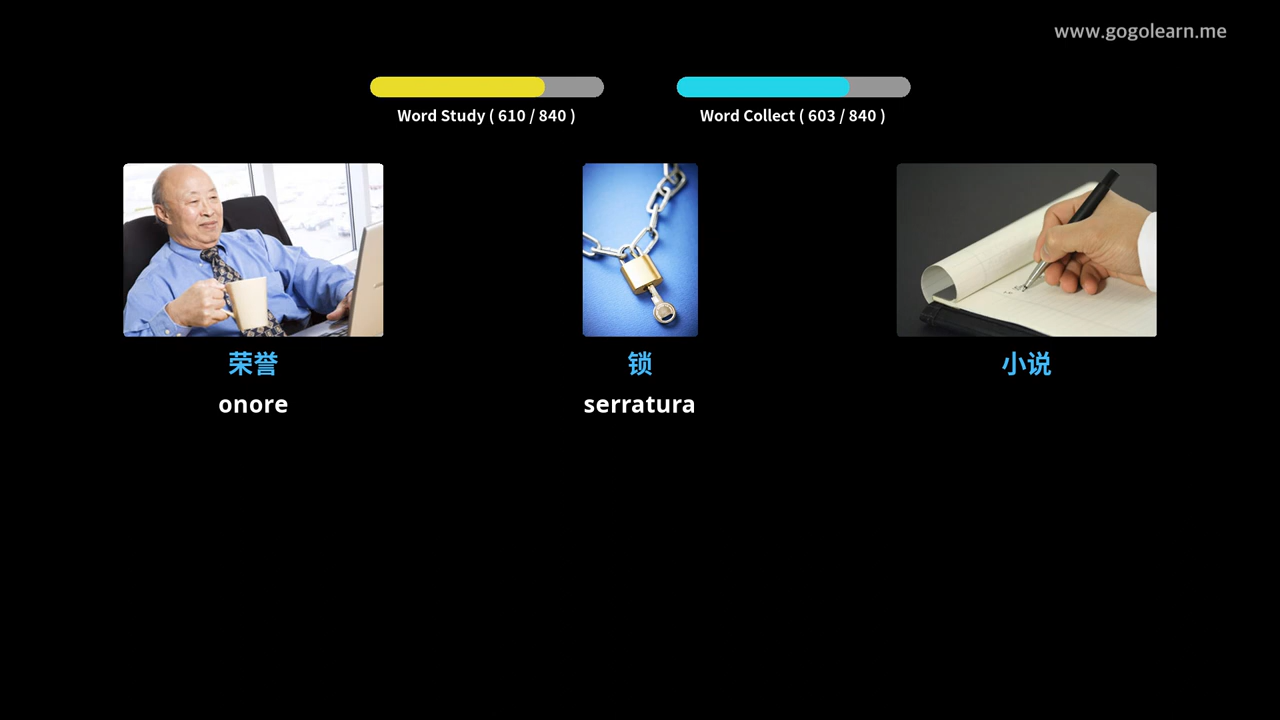 www.gogolearn.me
Word Study ( 610 / 840 )
Word Collect ( 603 / 840 )
荣誉
锁
小说
onore
serratura